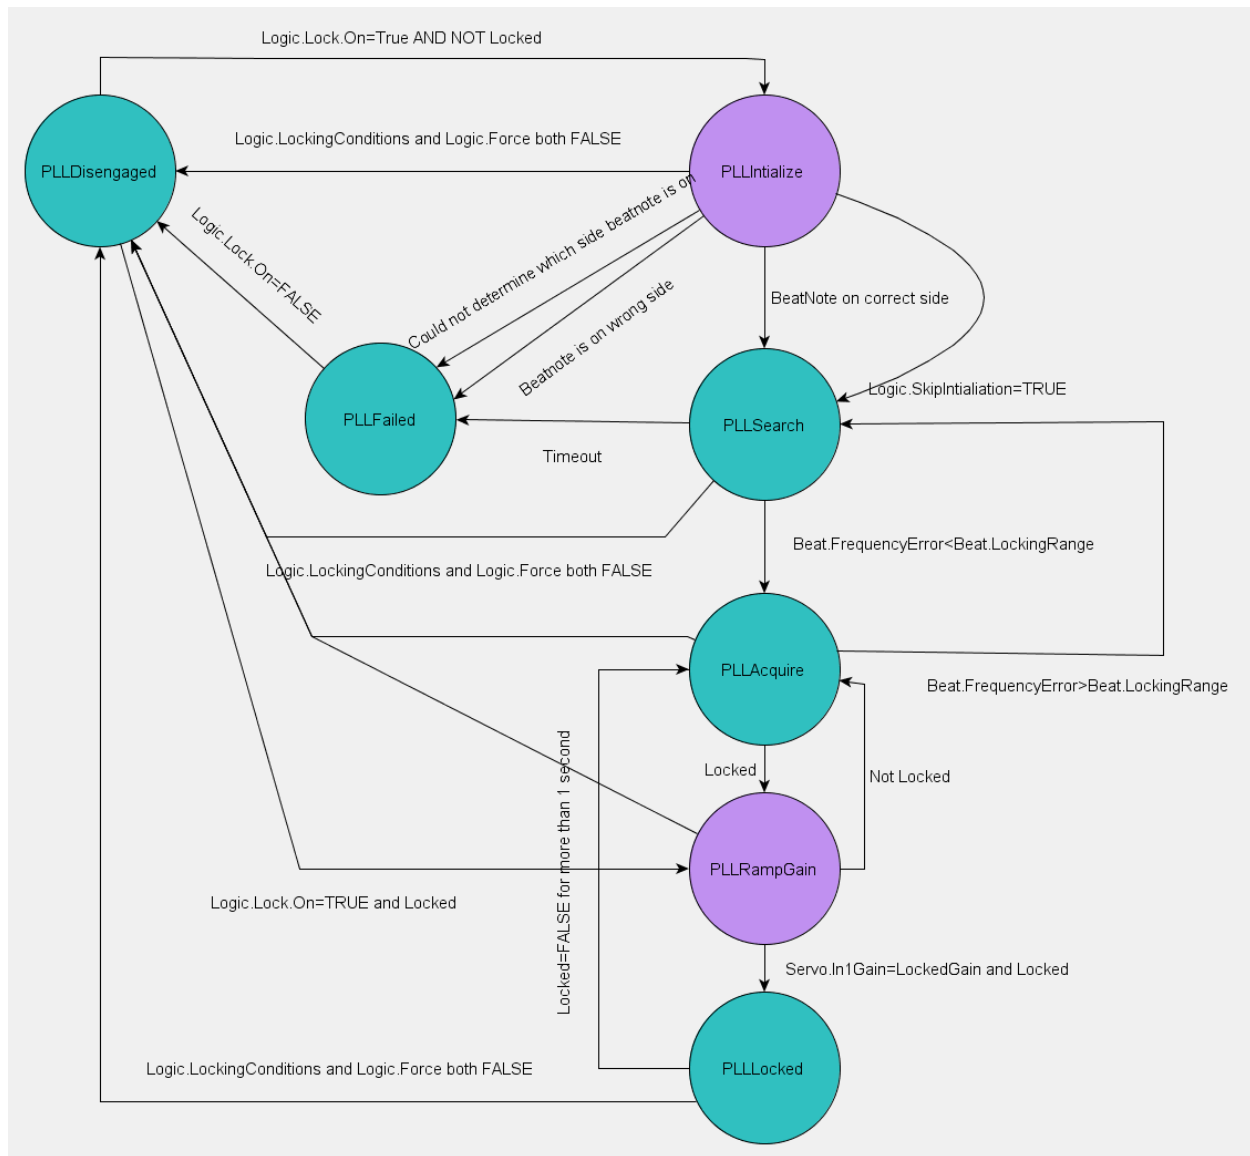 Logic.Lock.On=True AND NOT Locked
Logic.LockingConditions and Logic.Force both FALSE
PLLDisengaged
PLLIntialize
Logic.Lock.On=FALSE
Could not determine which side beatnote is on
Beatnote is on wrong side
BeatNote on correct side
Logic.SkipIntialiation=TRUE
PLLFailed
PLLSearch
Timeout
Beat.FrequencyError<Beat.LockingRange
Logic.LockingConditions and Logic.Force both FALSE
PLLAcquire
Beat.FrequencyError>Beat.LockingRange
Locked
Not Locked
Locked=FALSE for more than 1 second
PLLRampGain
Logic.Lock.On=TRUE and Locked
Servo.In1Gain=LockedGain and Locked
Logic.LockingConditions and Logic.Force both FALSE
PLLLocked